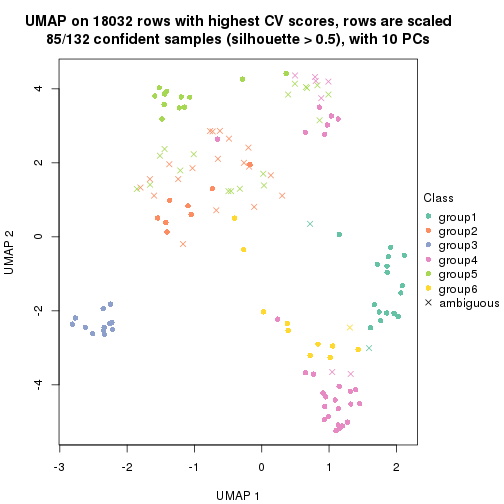 UMAP on 18032 rows with highest CV scores, rows are scaled
85/132 confident samples (silhouette > 0.5), with 10 PCs
4
2
0
-2
-4
UMAP 2
-3
-2
-1
0
1
2
UMAP 1
Class
group1
group2
group3
group4
group5
group6
ambiguous